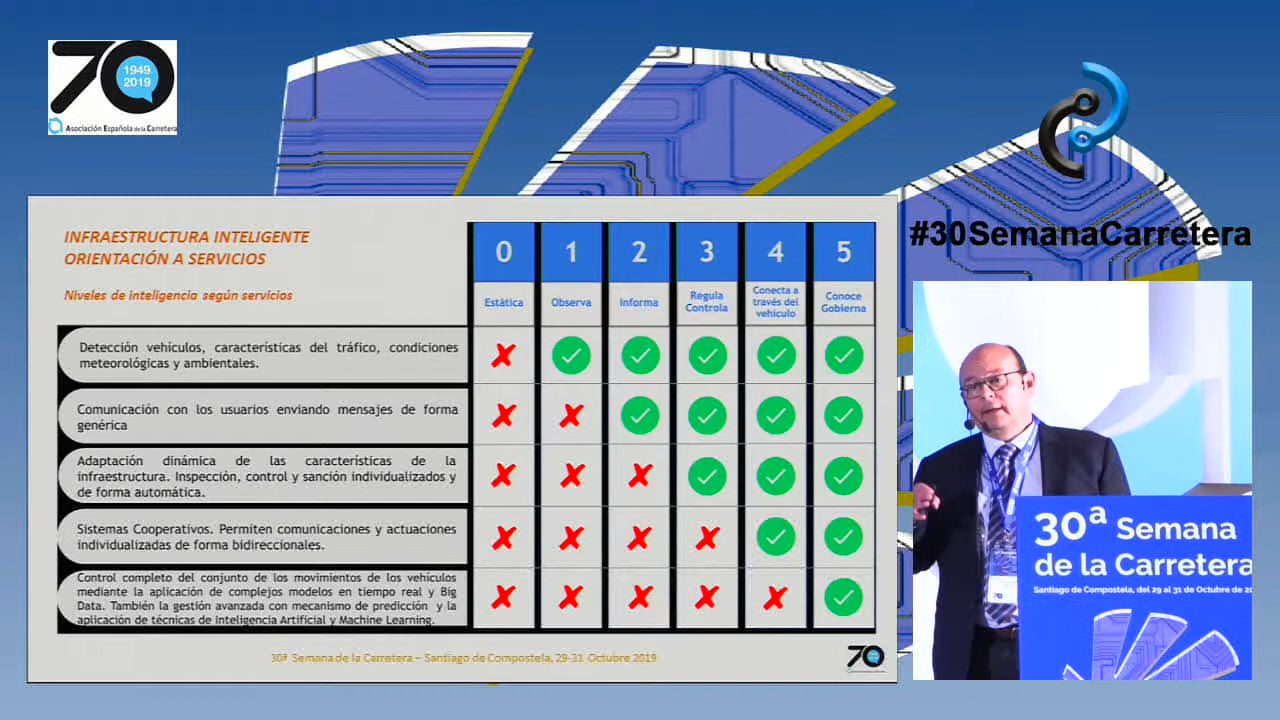 70
1949
2019
Asociación Española de la Carretera
#30SemanaCarretera
INFRAESTRUCTURA INTELIGENTE
ORIENTACIÓN A SERVICIOS
Niveles de inteligencia según servicios
0 1 2 3 4 5
Estática
Observa
Informa
Regula
Controla
Conecta a
través del
vehículo
Conoce
Gobierna
Detección vehículos, características del tráfico, condiciones
meteorológicas y ambientales.
Comunicación con los usuarios enviando mensajes de forma
genérica
Adaptación dinámica de las características de la
infraestructura. Inspección, control y sanción individualizados y
de forma automática.
Sistemas Cooperativos. Permiten comunicaciones y actuaciones
individualizadas de forma bidireccionales.
Control completo del conjunto de los movimientos de los vehículos
mediante la aplicación de complejos modelos en tiempo real y Big
Data. También la gestión avanzada con mecanismo de predicción y la
aplicación de técnicas de Inteligencia Artificial y Machine Learning.
30ª Semana de la Carretera – Santiago de Compostela, 29-31 Octubre 2019
70
30ª Semana
de la Carretera
Santiago de Compostela, del 29 al 31 de Octubre de